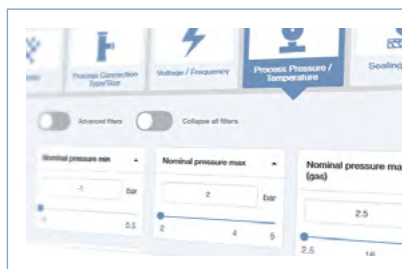 Process Connection
Type/Size
Voltage / Frequency
Process Pressure /
Temperature
Sealing
Advanced filters
Collapse all filters
Nominal pressure min
-1
bar
0.5
Nominal pressure max
2
bar
2 4 5
Nominal pressure ma
(gas)
2.5
2.5 16